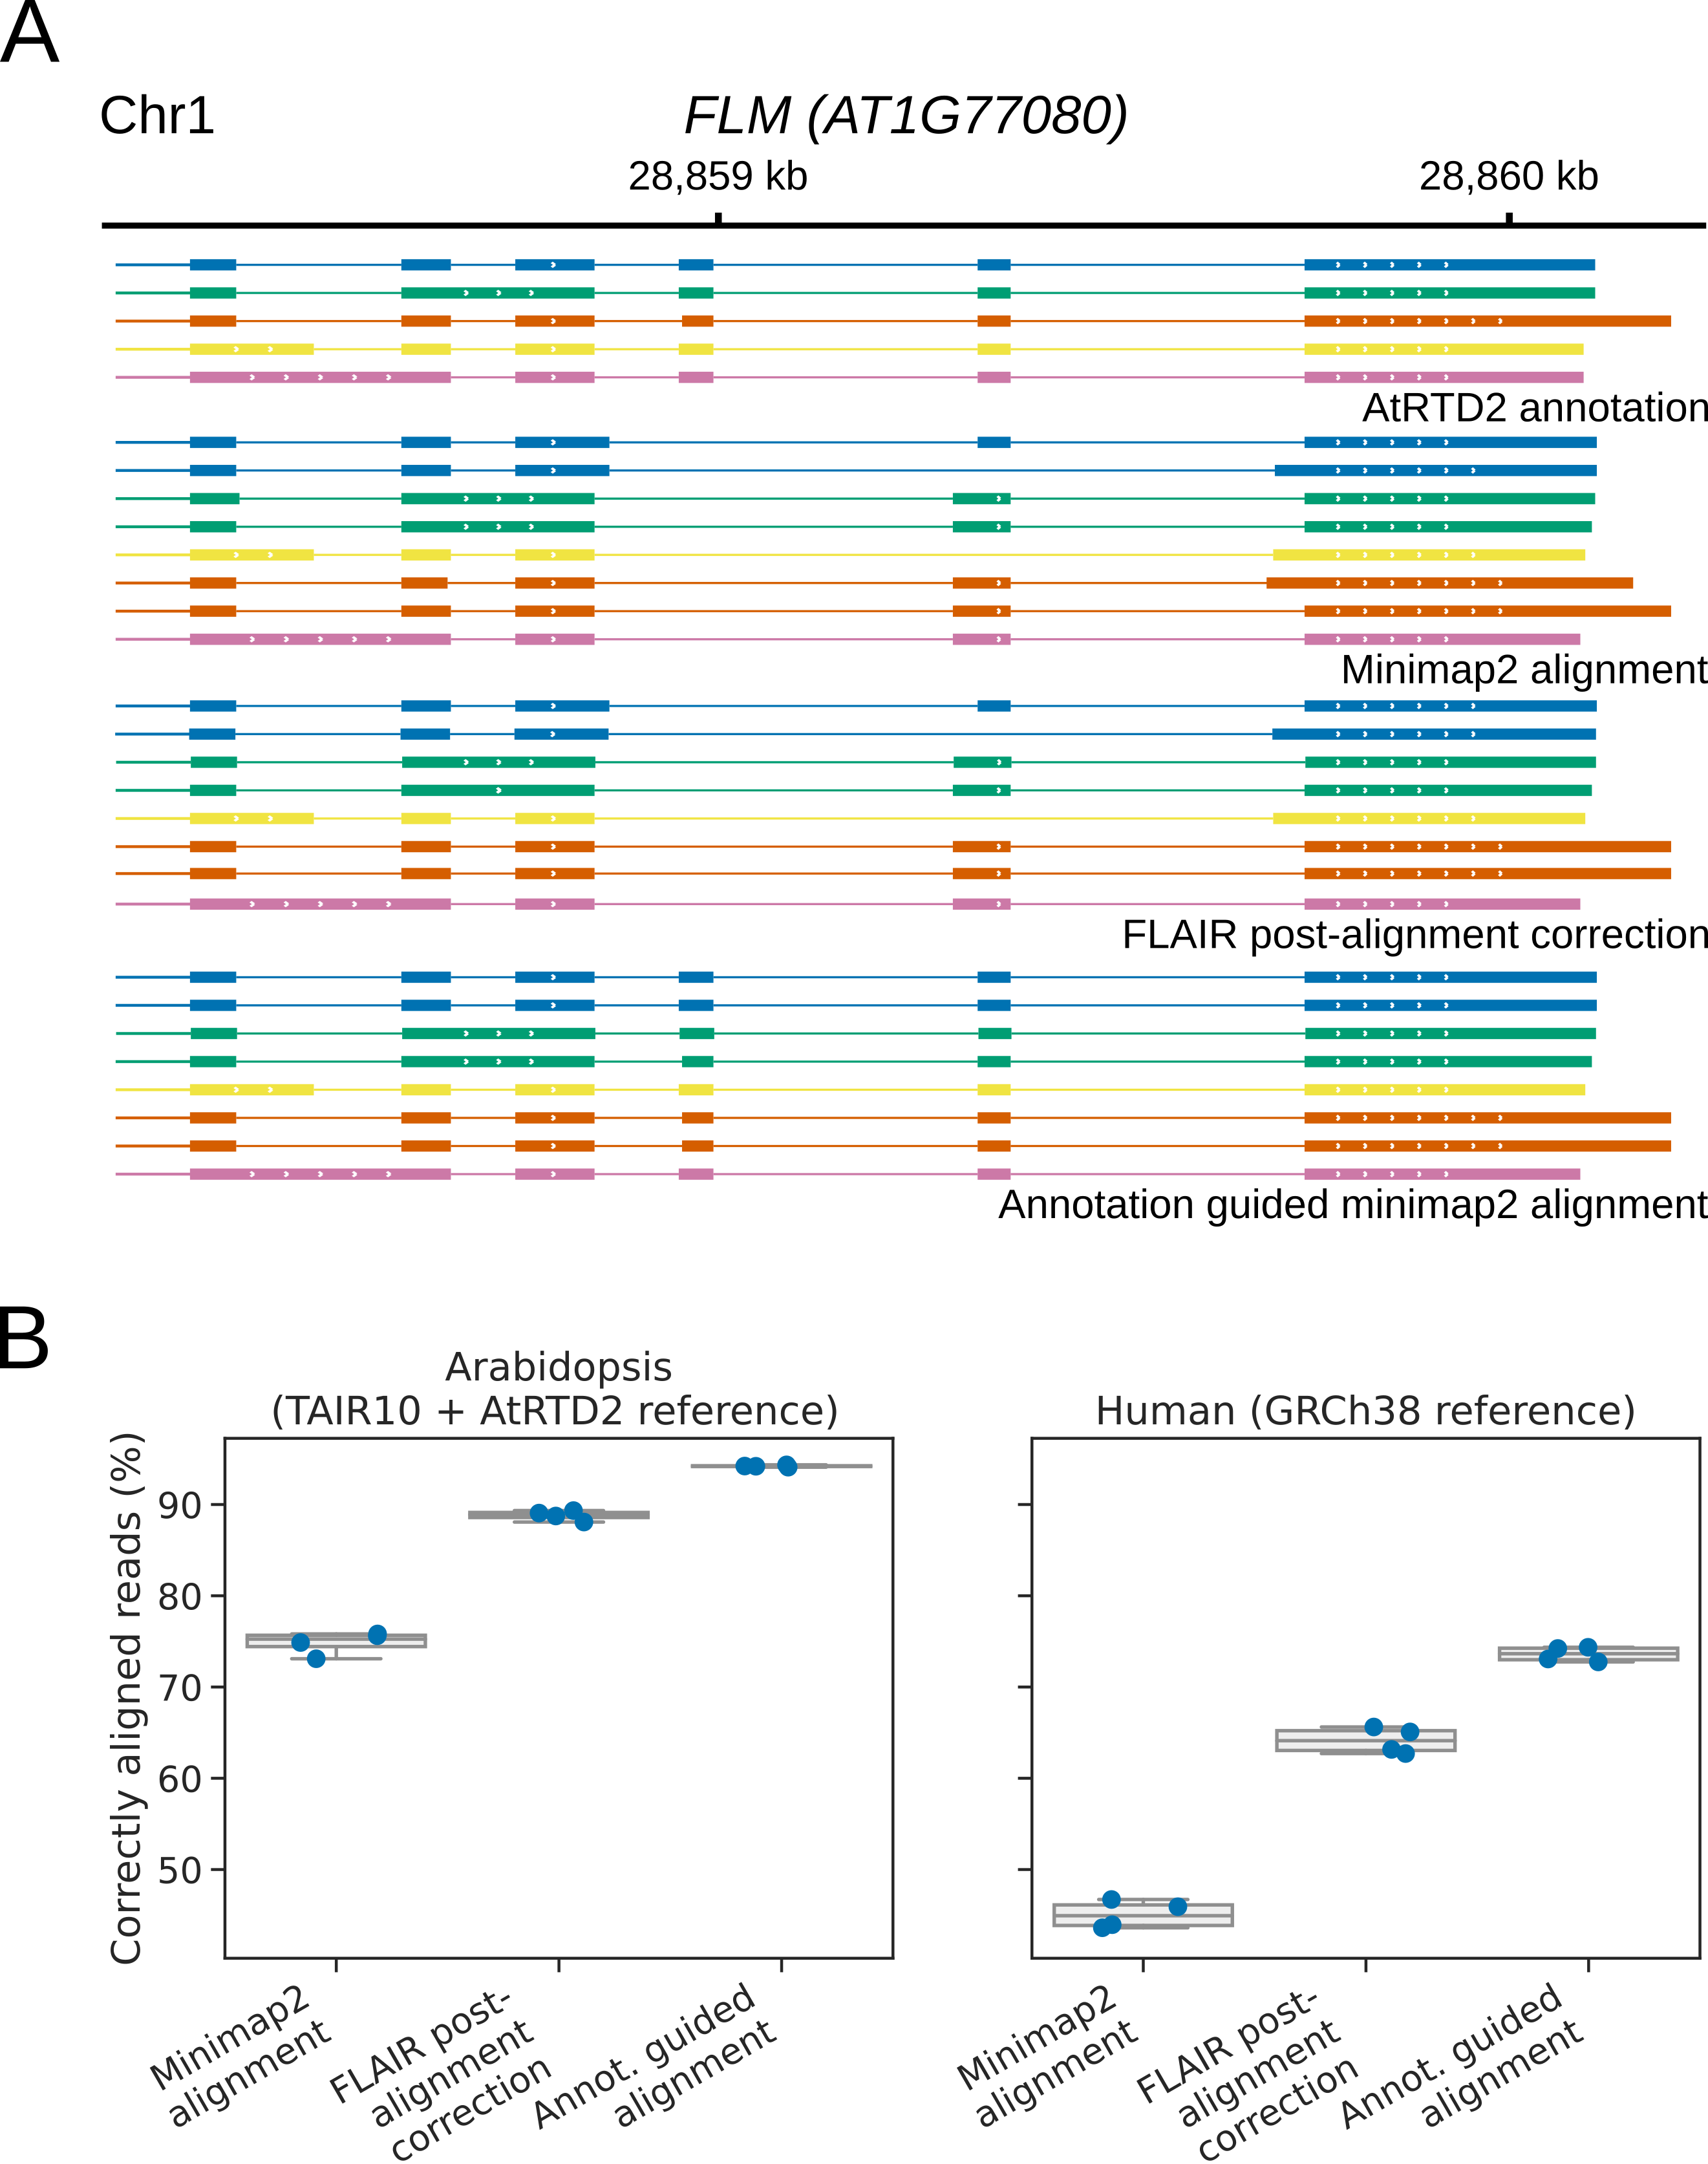 A
Chr1
FLM (AT1G77080)
28,859 kb
28,860 kb
AtRTD2 annotation
Minimap2 alignment
FLAIR post-alignment correction
Annotation guided minimap2 alignment
B
Arabidopsis
(TAIR10 + AtRTD2 reference)
Human (GRCh38 reference)
Correctly aligned reads (%)
90
80
70
60
50
Minimap2
alignment
FLAIR post-
alignment
correction
Annot. guided
alignment
Minimap2
alignment
FLAIR post-
alignment
correction
Annot. guided
alignment